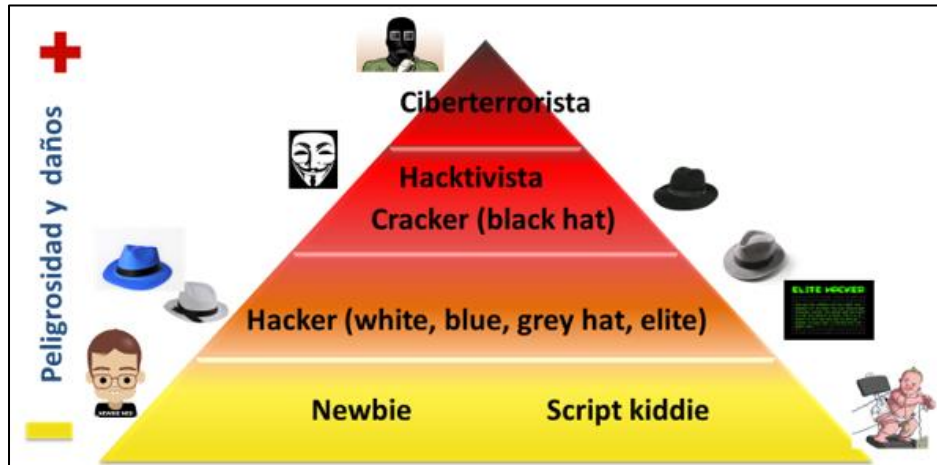 Peligrosidad y daños
Ciberterrorista
Hacktivista
Cracker (black hat)
Hacker (white, blue, grey hat, elite)
ELITE HACKER
Newbie
Script kiddie